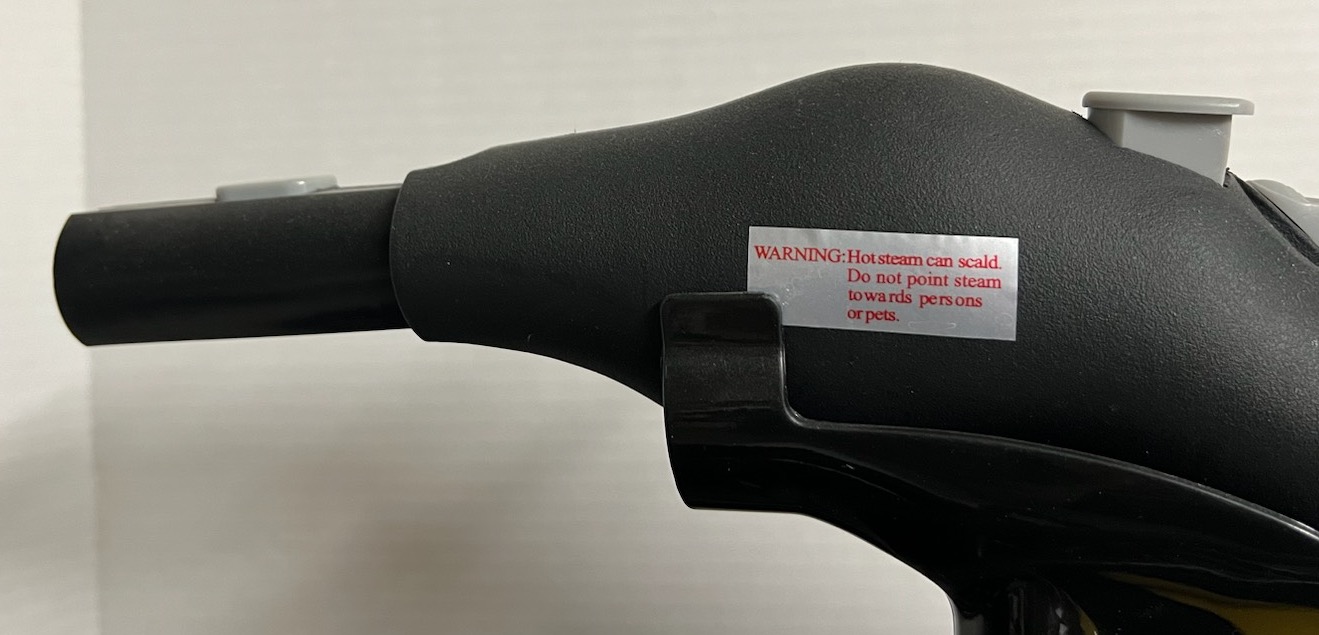 WARNING: Hot steam can scald.
Do not point steam
towards persons
or pets.